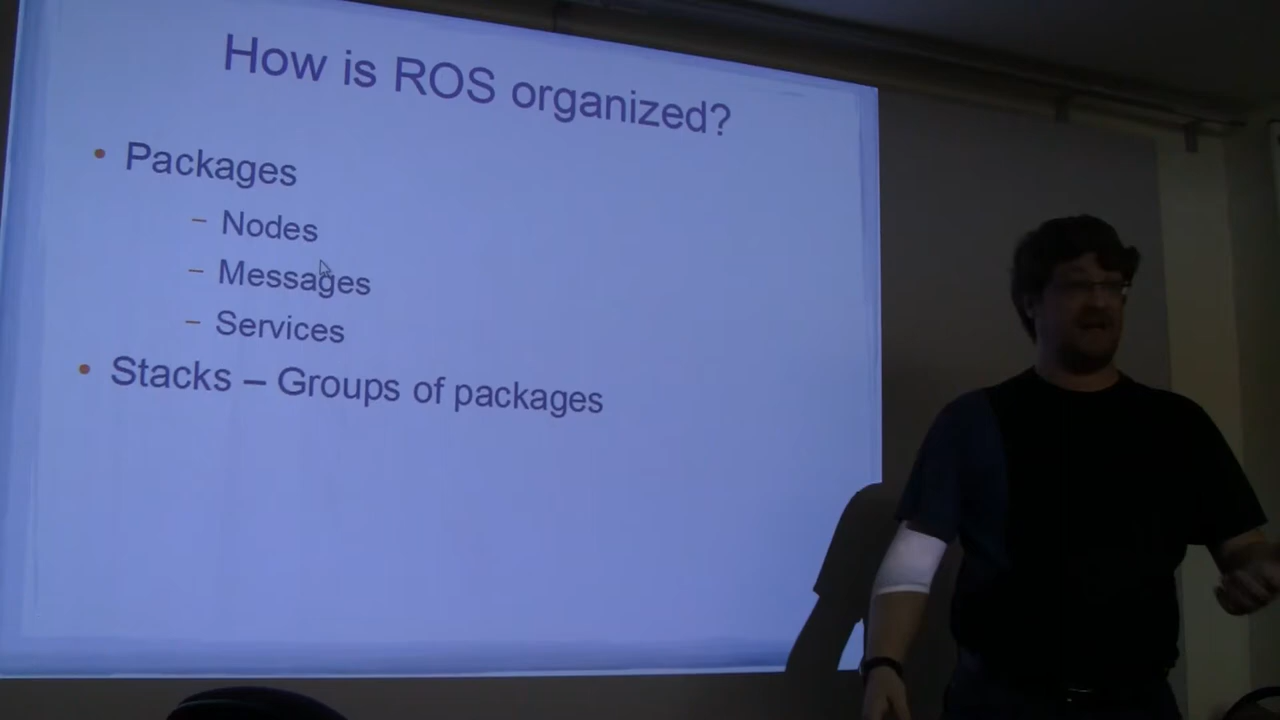 How is ROS organized?
• Packages
– Nodes
– Messages
– Services
• Stacks – Groups of packages